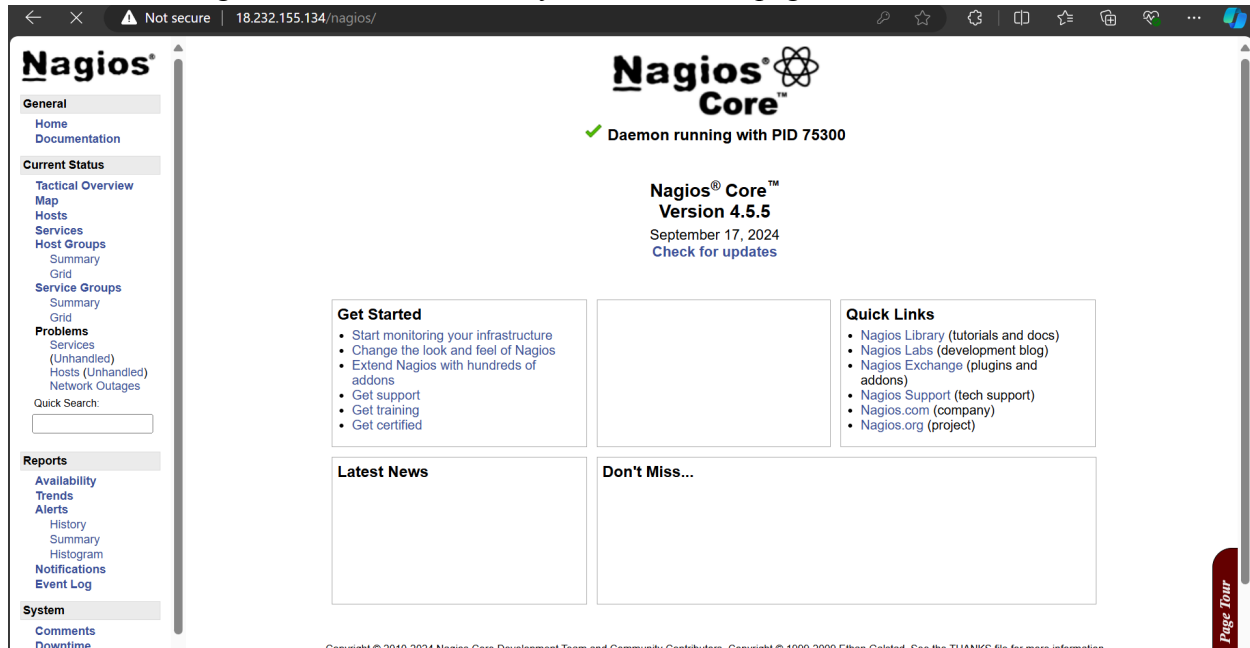 Not secure | 18.232.155.134/nagios/
Nagios®
General
Home
Documentation
Current Status
Tactical Overview
Map
Hosts
Services
Host Groups
Summary
Grid
Service Groups
Summary
Grid
Problems
Services
(Unhandled)
Hosts (Unhandled)
Network Outages
Quick Search:
Reports
Availability
Trends
Alerts
History
Summary
Histogram
Notifications
Event Log
System
Comments
Downtime
Nagios®
Core™
Daemon running with PID 75300
Nagios® Core™
Version 4.5.5
September 17, 2024
Check for updates
Get Started
• Start monitoring your infrastructure
• Change the look and feel of Nagios
• Extend Nagios with hundreds of
addons
• Get support
• Get training
• Get certified
Quick Links
• Nagios Library (tutorials and docs)
• Nagios Labs (development blog)
• Nagios Exchange (plugins and
addons)
• Nagios Support (tech support)
• Nagios.com (company)
• Nagios.org (project)
Latest News
Don't Miss...
Page Tour